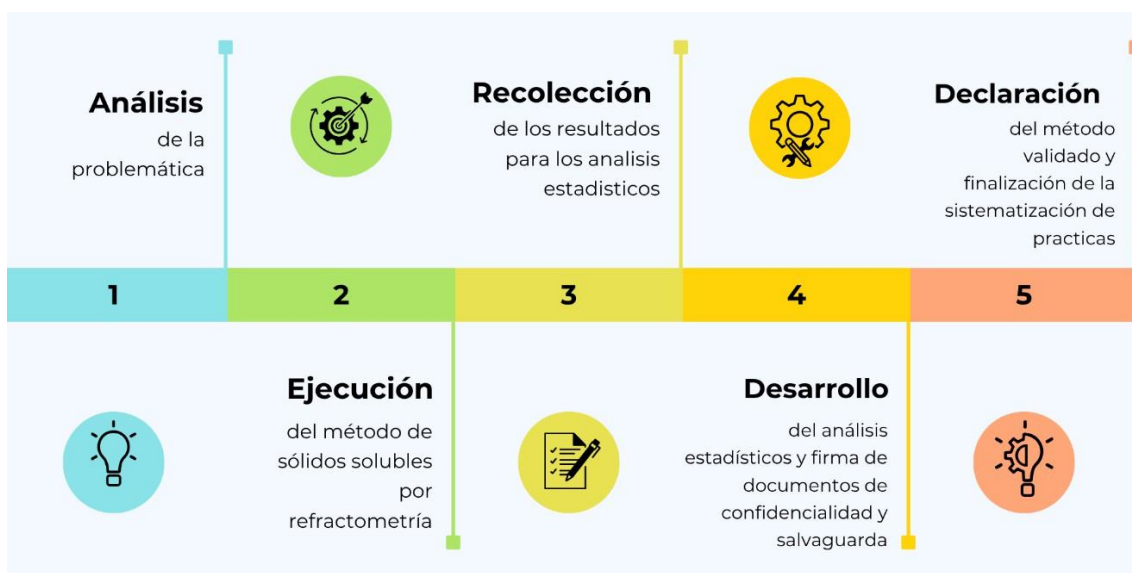 Análisis
de la
problemática
Recolección
de los resultados
para los analisis
estadisticos
Declaración
del método
validado y
finalización de la
sistematización de
practicas
1
2
3
4
5
Ejecución
del método de
sólidos solubles
por
refractometría
Desarrollo
del análisis
estadísticos y firma de
documentos de
confidencialidad y
salvaguarda